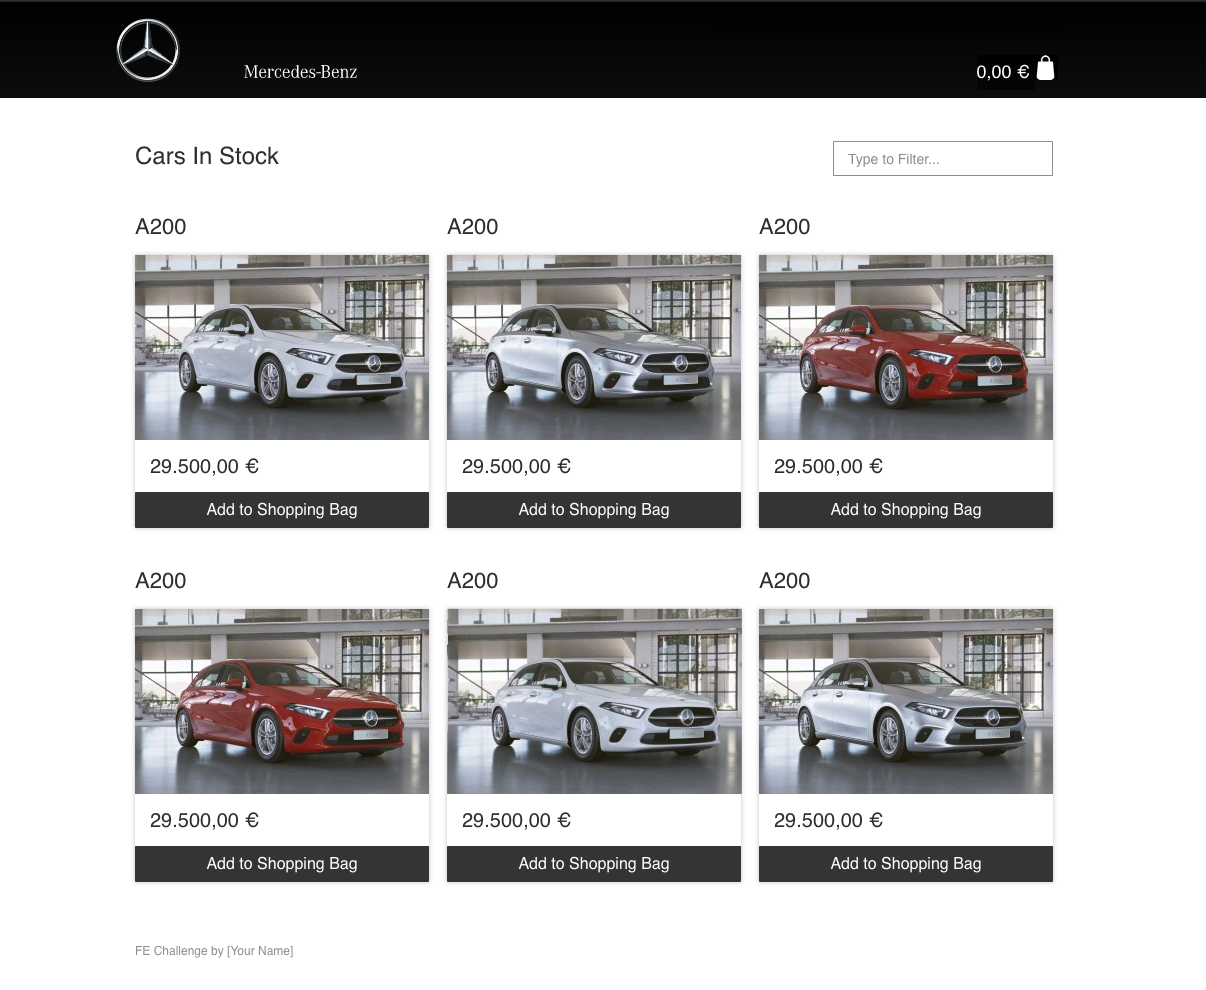 Mercedes-Benz
0,00 €
Cars In Stock
Type to Filter...
A200
A200
A200
29.500,00 €
29.500,00 €
29.500,00 €
Add to Shopping Bag
Add to Shopping Bag
Add to Shopping Bag
A200
A200
A200
29.500,00 €
29.500,00 €
29.500,00 €
Add to Shopping Bag
Add to Shopping Bag
Add to Shopping Bag
FE Challenge by [Your Name]